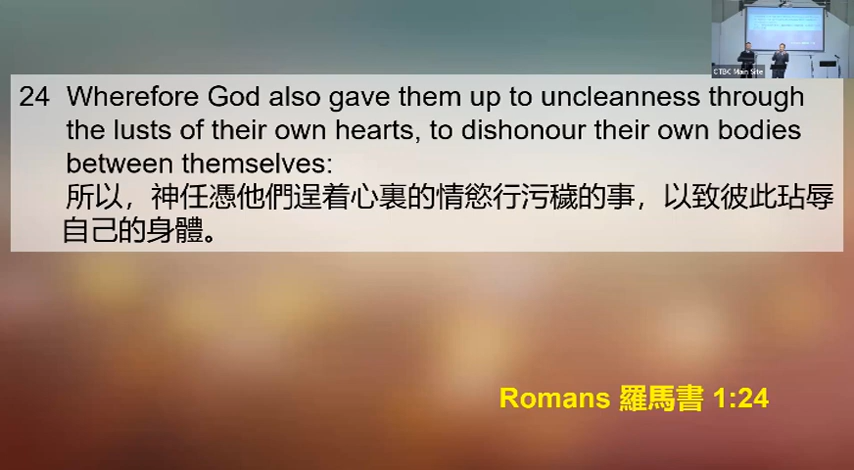 CTBC Main Site
24 Wherefore God also gave them up to uncleanness through
the lusts of their own hearts, to dishonour their own bodies
between themselves:
所以，神任憑他們逞着心裏的情慾行污穢的事，以致彼此玷辱
自己的身體。
Romans 羅馬書 1:24